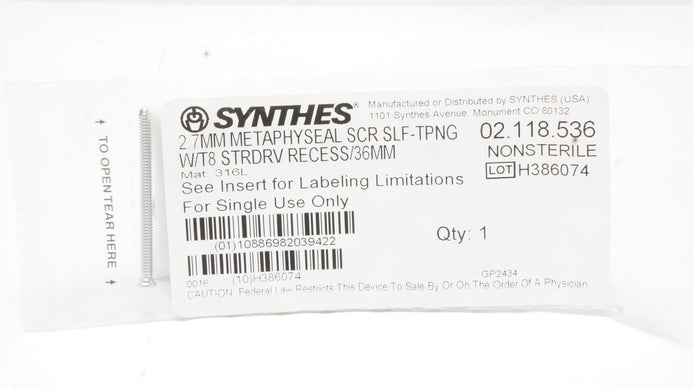 SYNTHES®
Manufactured or Distributed by SYNTHES (USA)
1101 Synthes Avenue, Monument CO 80132
2.7MM METAPHYSEAL SCR SLF-TPNG
W/T8 STRDRV RECESS/36MM
02.118.536
NONSTERILE
Mat: 316L
LOT H386074
See Insert for Labeling Limitations
For Single Use Only
(01)10886982039422
Qty: 1
(10)H386074
0016
GP2434
CAUTION: Federal Law Restricts This Device To Sale By Or On The Order Of A Physician.
TO OPEN TEAR HERE